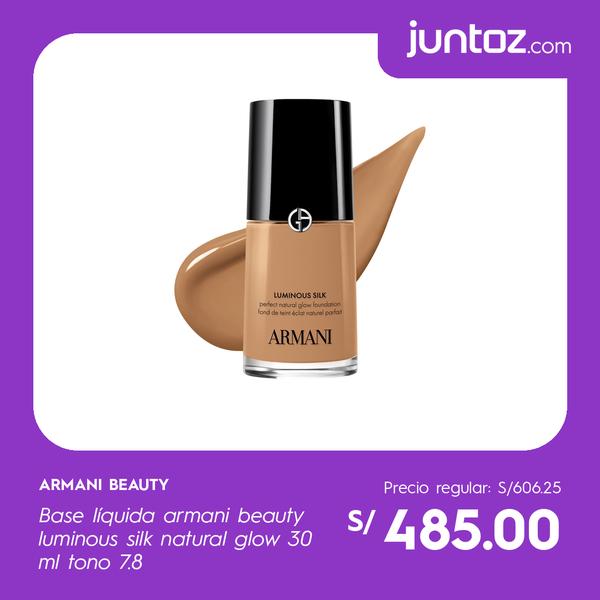 juntoz.com
LUMINOUS SILK
perfect natural glow foundation
fond de teint éclat naturel parfait
ARMANI
ARMANI BEAUTY
Base líquida armani beauty
luminous silk natural glow 30
ml tono 7.8
Precio regular: S/606.25
S/ 485.00